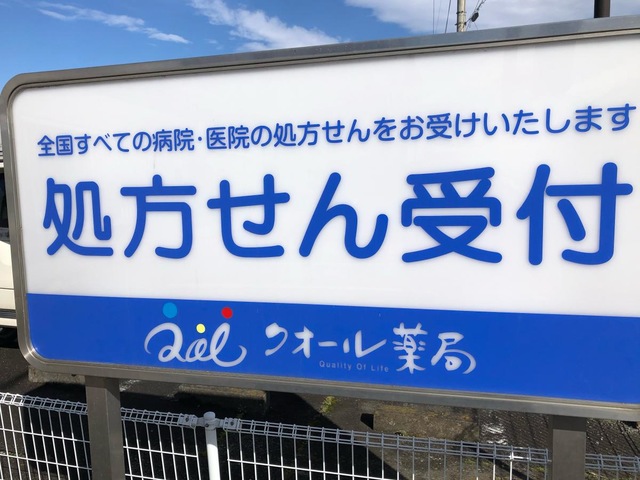 全国すべての病院・医院の処方せんをお受けいたします
処方せん受付
Qol クオール薬局
Quality Of Life